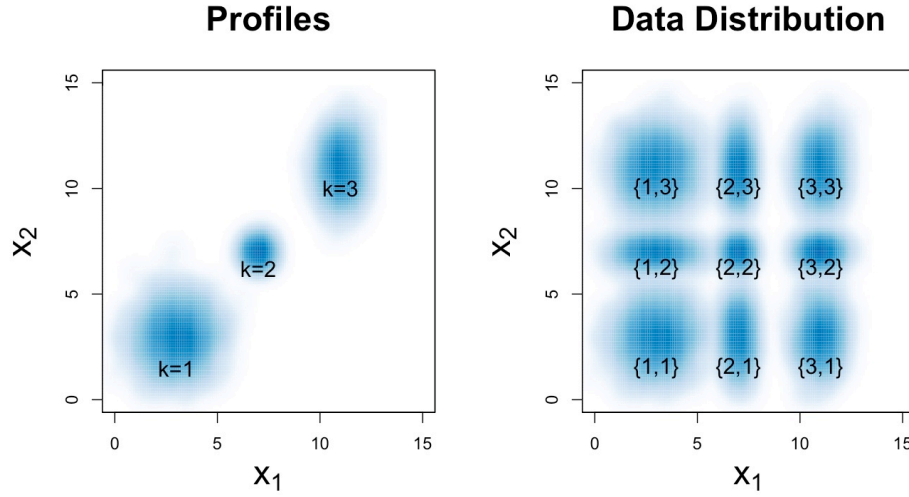 Profiles
15
10
5
0
x2
k=3
k=2
k=1
0 5 10 15
x1
Data Distribution
15
10
5
0
x2
{1,3} {2,3} {3,3}
{1,2} {2,2} {3,2}
{1,1} {2,1} {3,1}
0 5 10 15
x1